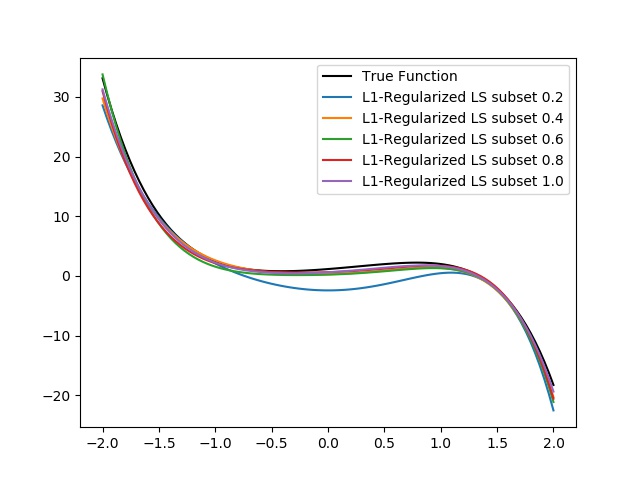 True Function
L1-Regularized LS subset 0.2
L1-Regularized LS subset 0.4
L1-Regularized LS subset 0.6
L1-Regularized LS subset 0.8
L1-Regularized LS subset 1.0
30
20
10
0
−10
−20
−2.0 −1.5 −1.0 −0.5 0.0 0.5 1.0 1.5 2.0